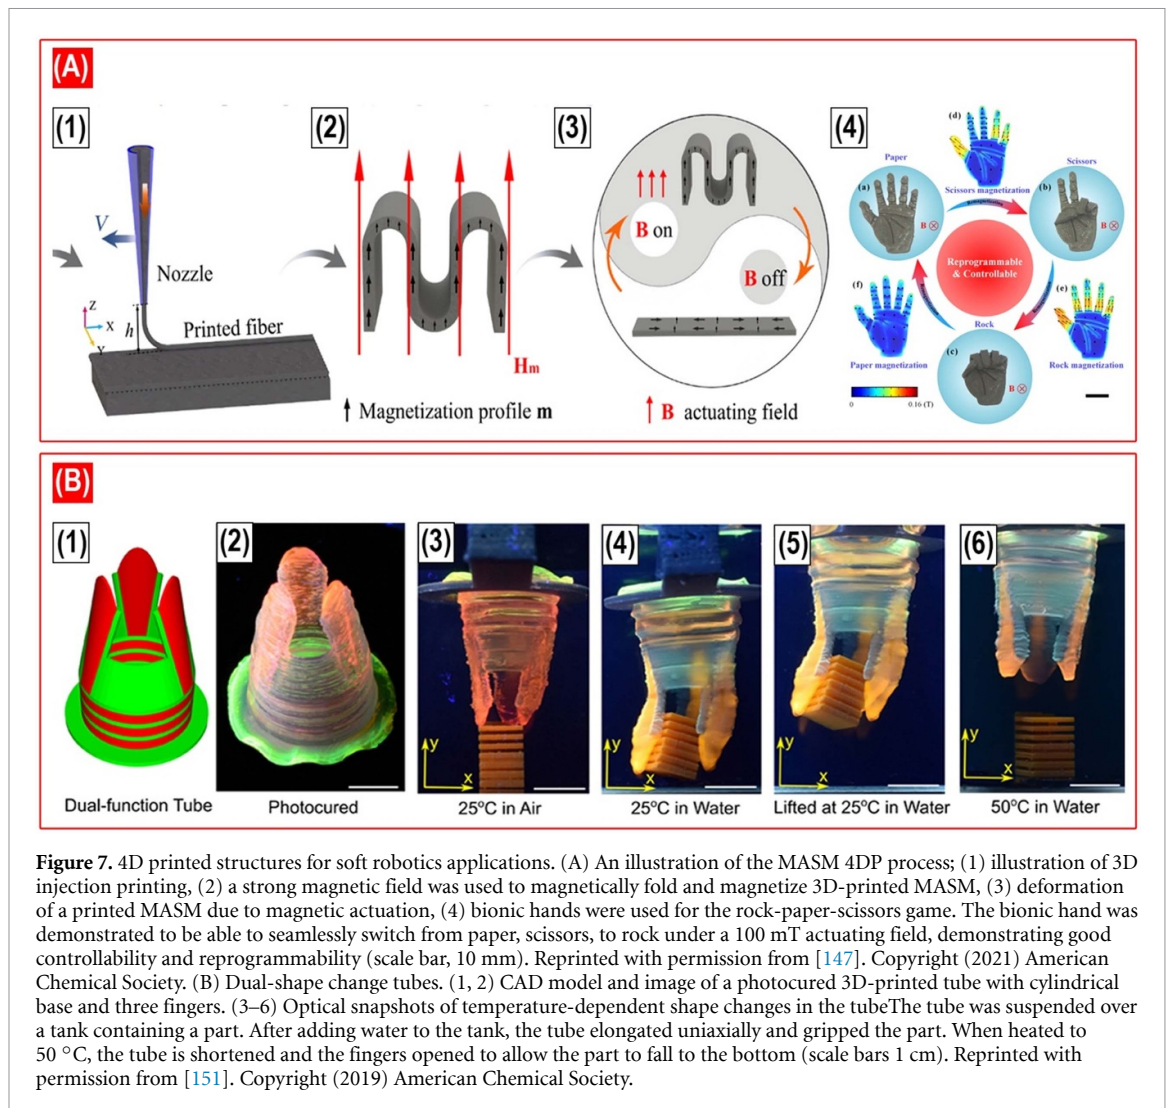 (A)
(1)
V
Nozzle
Z
X
Y
h
Printed fiber
(2)
Hm
Magnetization profile m
(3)
B on
B off
B actuating field
(4)
(d)
Paper
Scissors
Scissors magnetization
(a)
(b)
B
B
Reprogrammable
& Controllable
(f)
(e)
Rock
Paper magnetization
(c)
Rock magnetization
B
0
0.16 (T)
(B)
(1)
Dual-function Tube
(2)
Photocured
(3)
y
x
25°C in Air
(4)
y
x
25°C in Water
(5)
y
x
Lifted at 25°C in Water
(6)
y
x
50°C in Water
Figure 7. 4D printed structures for soft robotics applications. (A) An illustration of the MASM 4DP process; (1) illustration of 3D
injection printing, (2) a strong magnetic field was used to magnetically fold and magnetize 3D-printed MASM, (3) deformation
of a printed MASM due to magnetic actuation, (4) bionic hands were used for the rock-paper-scissors game. The bionic hand was
demonstrated to be able to seamlessly switch from paper, scissors, to rock under a 100 mT actuating field, demonstrating good
controllability and reprogrammability (scale bar, 10 mm). Reprinted with permission from [147]. Copyright (2021) American
Chemical Society. (B) Dual-shape change tubes. (1, 2) CAD model and image of a photocured 3D-printed tube with cylindrical
base and three fingers. (3–6) Optical snapshots of temperature-dependent shape changes in the tubeThe tube was suspended over
a tank containing a part. After adding water to the tank, the tube elongated uniaxially and gripped the part. When heated to
50 °C, the tube is shortened and the fingers opened to allow the part to fall to the bottom (scale bars 1 cm). Reprinted with
permission from [151]. Copyright (2019) American Chemical Society.